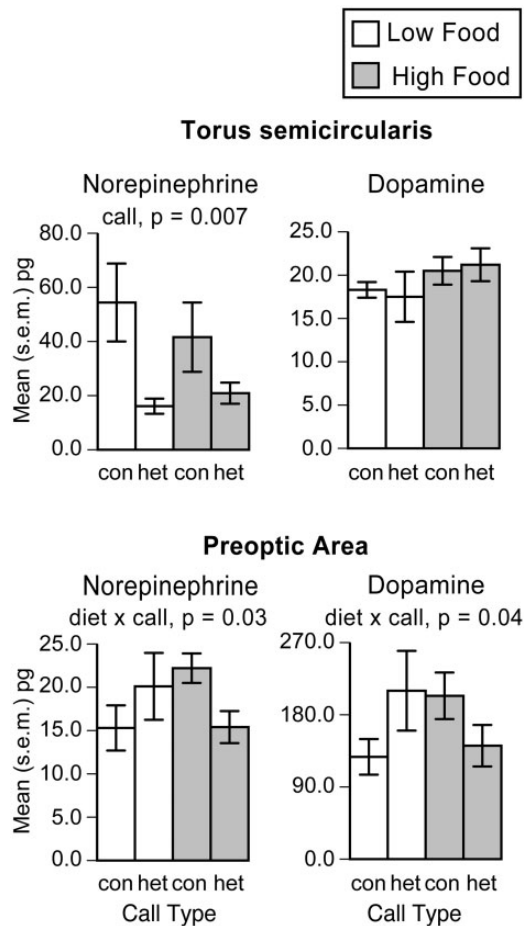 Low Food
High Food
Torus semicircularis
Norepinephrine
call, p = 0.007
Mean (s.e.m.) pg
80.0
60.0
40.0
20.0
0.0
con het con het
Dopamine
25.0
20.0
15.0
10.0
5.0
0.0
con het con het
Preoptic Area
Norepinephrine
diet x call, p = 0.03
Mean (s.e.m.) pg
25.0
20.0
15.0
10.0
5.0
0.0
con het con het
Call Type
Dopamine
diet x call, p = 0.04
270.0
180.0
90.0
0.0
con het con het
Call Type